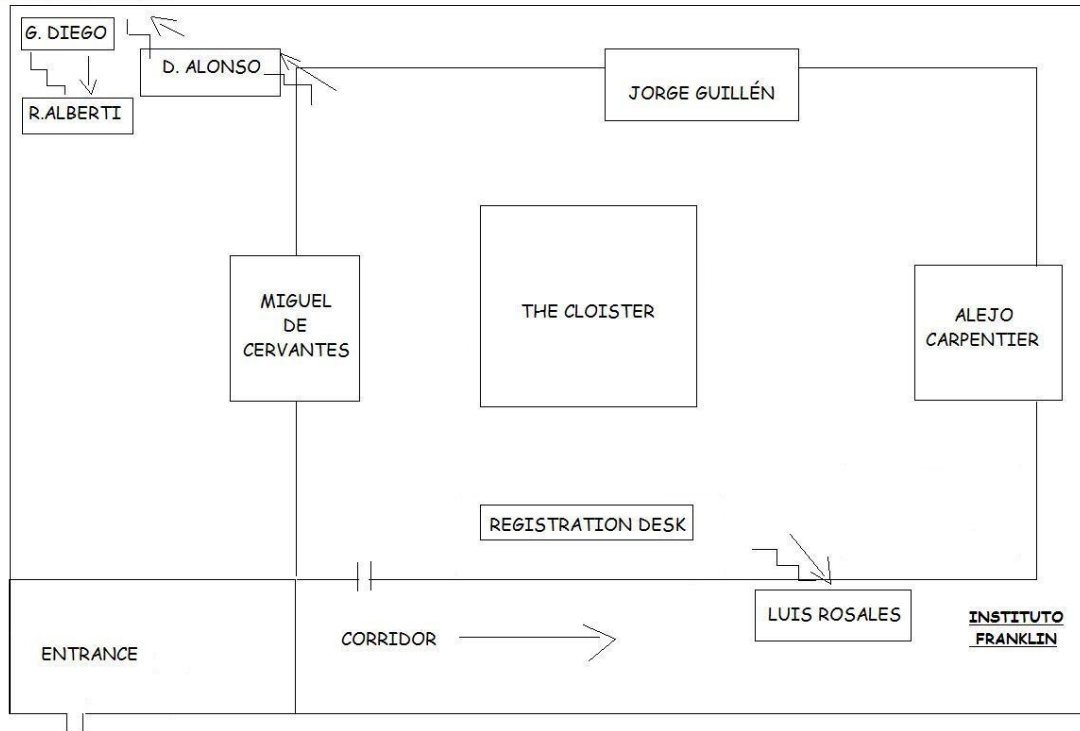 G. DIEGO
D. ALONSO
R.ALBERTI
JORGE GUILLÉN
MIGUEL
DE
CERVANTES
THE CLOISTER
ALEJO
CARPENTIER
REGISTRATION DESK
LUIS ROSALES
INSTITUTO
FRANKLIN
ENTRANCE
CORRIDOR